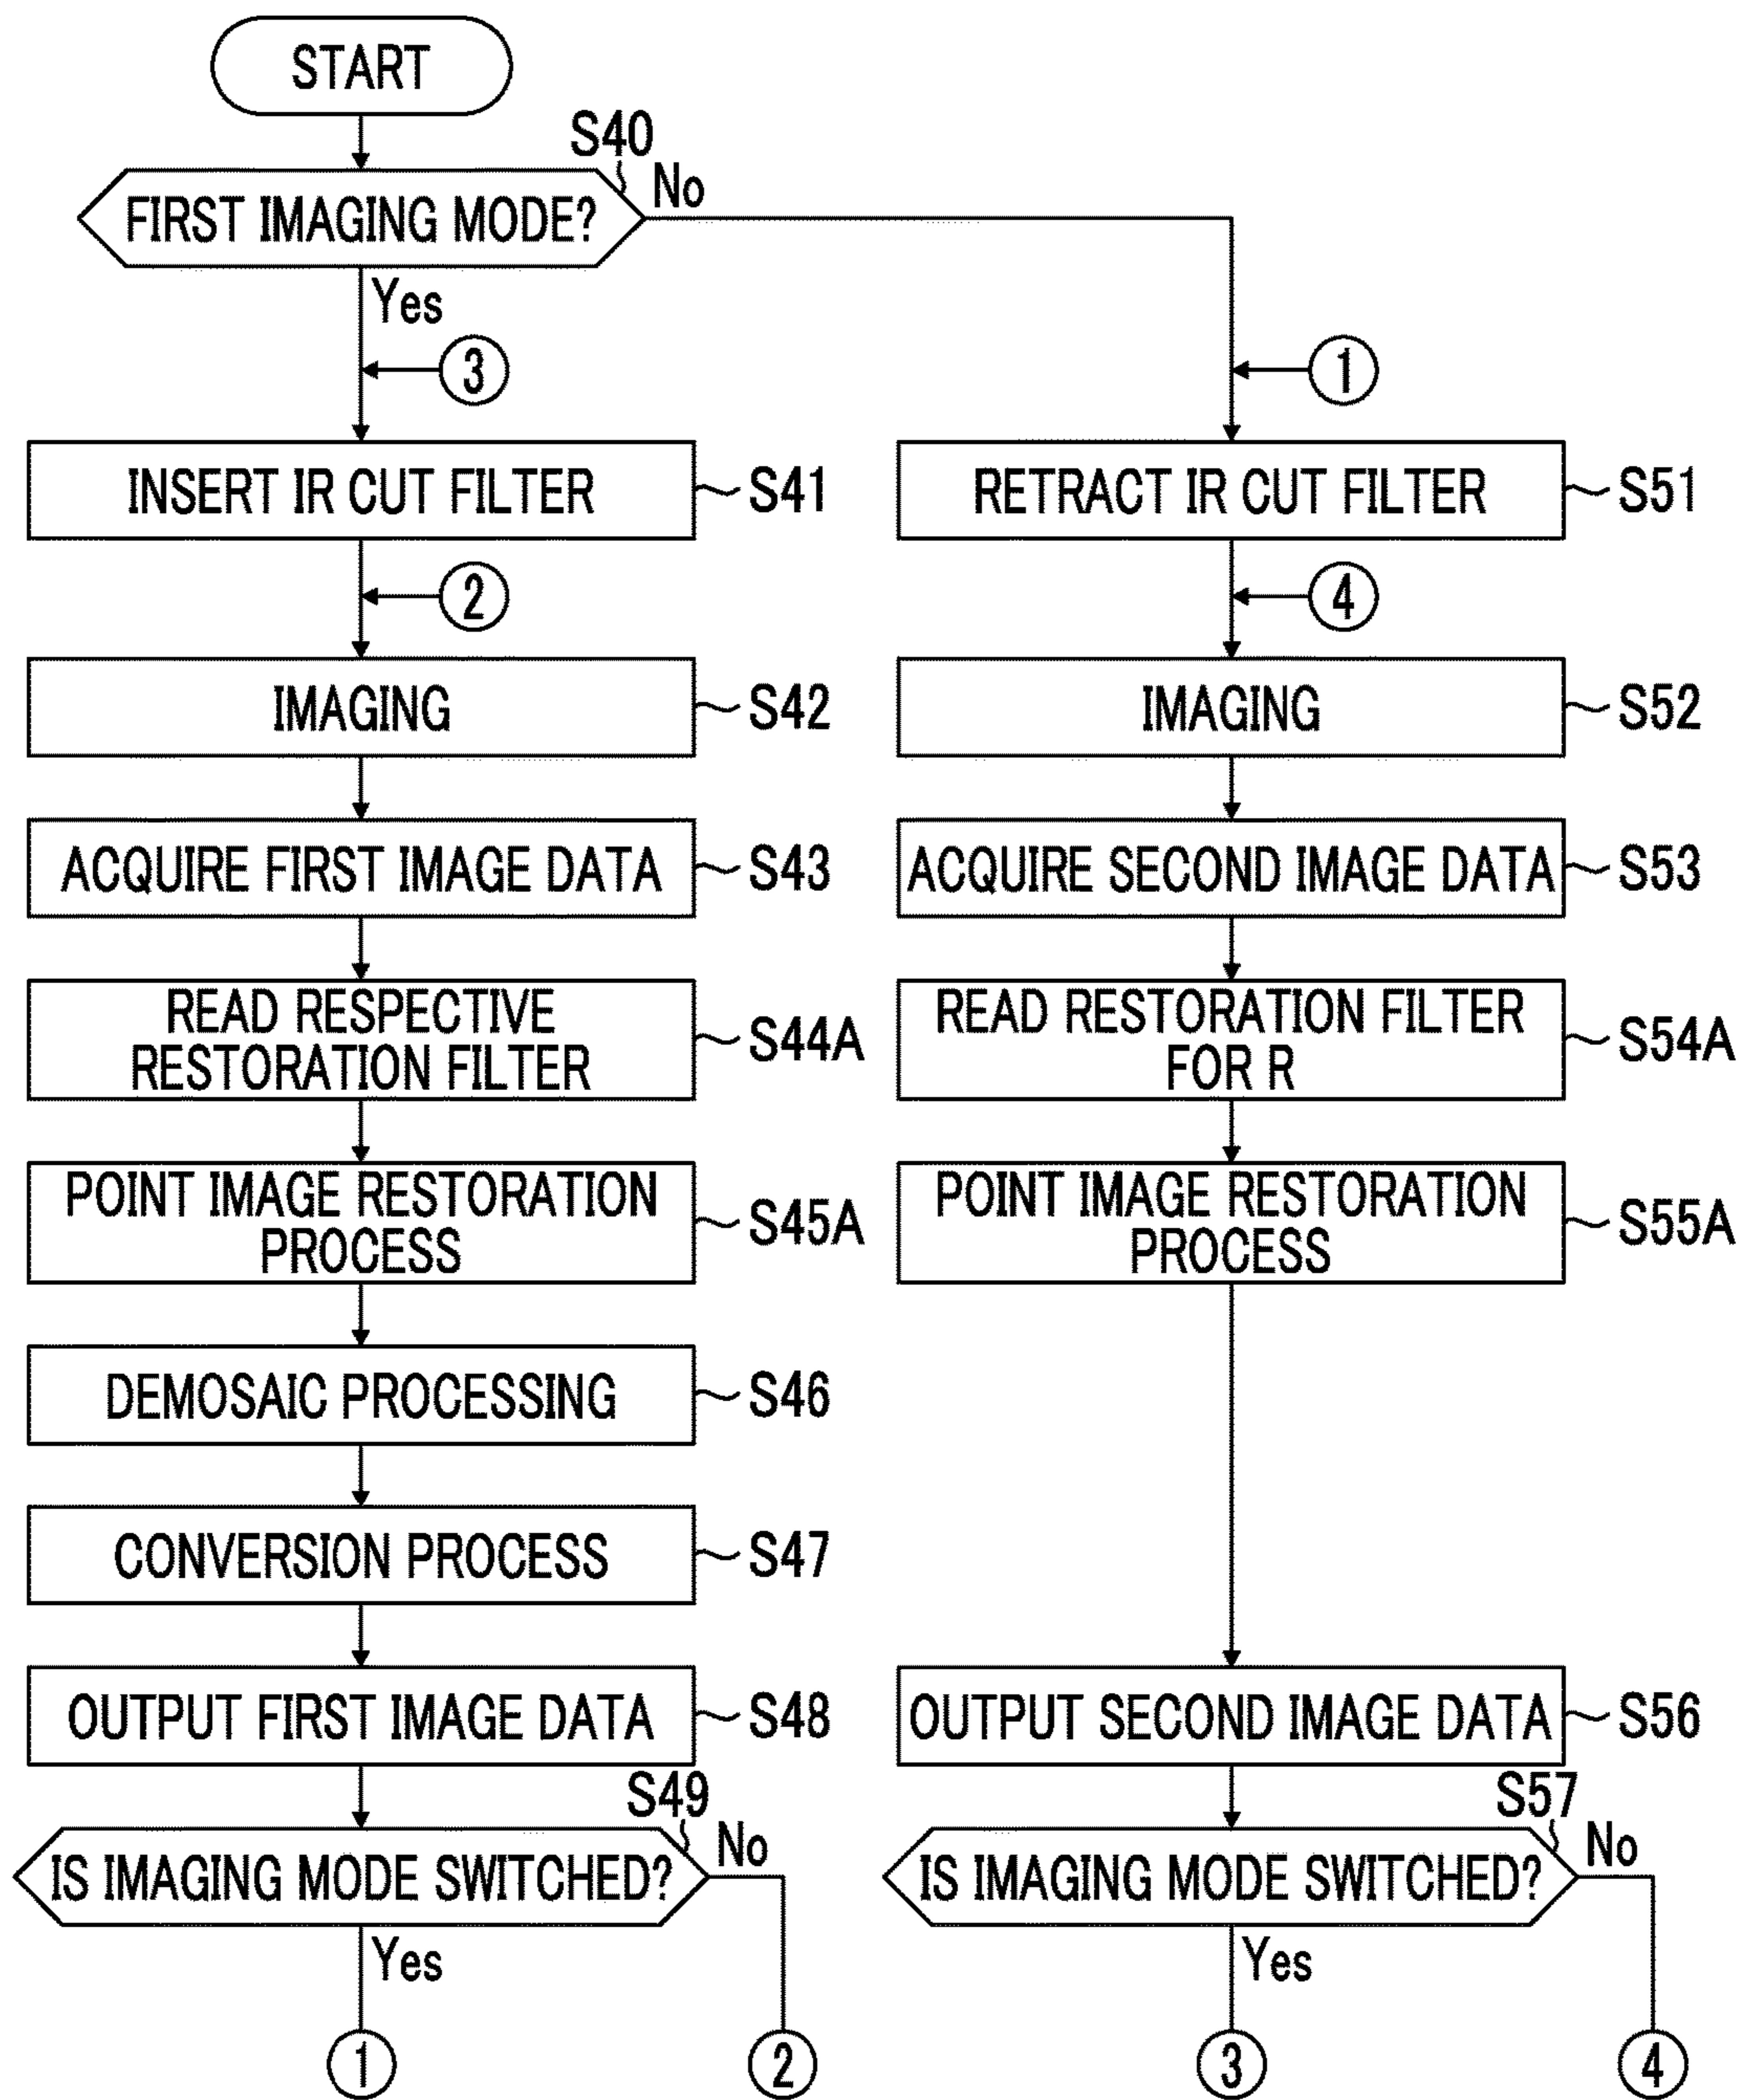 START
S40
FIRST IMAGING MODE?
No
Yes
3
1
INSERT IR CUT FILTER
S41
RETRACT IR CUT FILTER
S51
2
4
IMAGING
S42
IMAGING
S52
ACQUIRE FIRST IMAGE DATA
S43
ACQUIRE SECOND IMAGE DATA
S53
READ RESPECTIVE
RESTORATION FILTER
S44A
READ RESTORATION FILTER
FOR R
S54A
POINT IMAGE RESTORATION
PROCESS
S45A
POINT IMAGE RESTORATION
PROCESS
S55A
DEMOSAIC PROCESSING
S46
CONVERSION PROCESS
S47
OUTPUT FIRST IMAGE DATA
S48
OUTPUT SECOND IMAGE DATA
S56
S49
IS IMAGING MODE SWITCHED?
No
S57
IS IMAGING MODE SWITCHED?
No
Yes
Yes
1
2
3
4